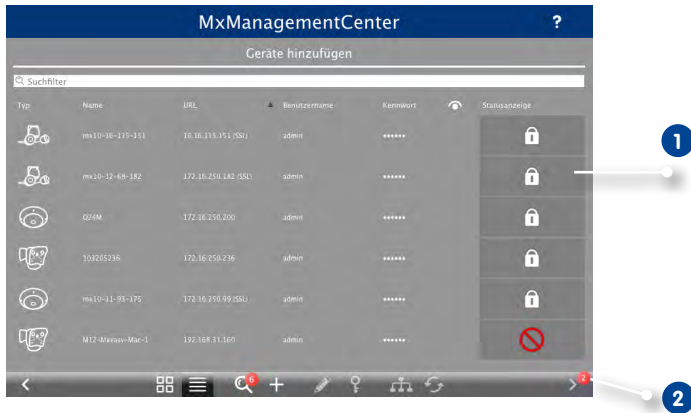 MxManagementCenter ?
Geräte hinzufügen
Suchfilter
Typ Name URL Benutzername Kennwort Statusanzeige
mx10-16-115-151 10.16.115.151 (SSL) admin ••••••
mx10-12-69-182 172.16.250.182 (SSL) admin ••••••
Q24M 172.16.250.200 admin ••••••
103205236 172.16.250.236 admin ••••••
mx10-11-93-175 172.16.250.99 (SSL) admin ••••••
M12-Merasv-Mac-1 192.168.31.160 admin ••••••
6
2
1
2